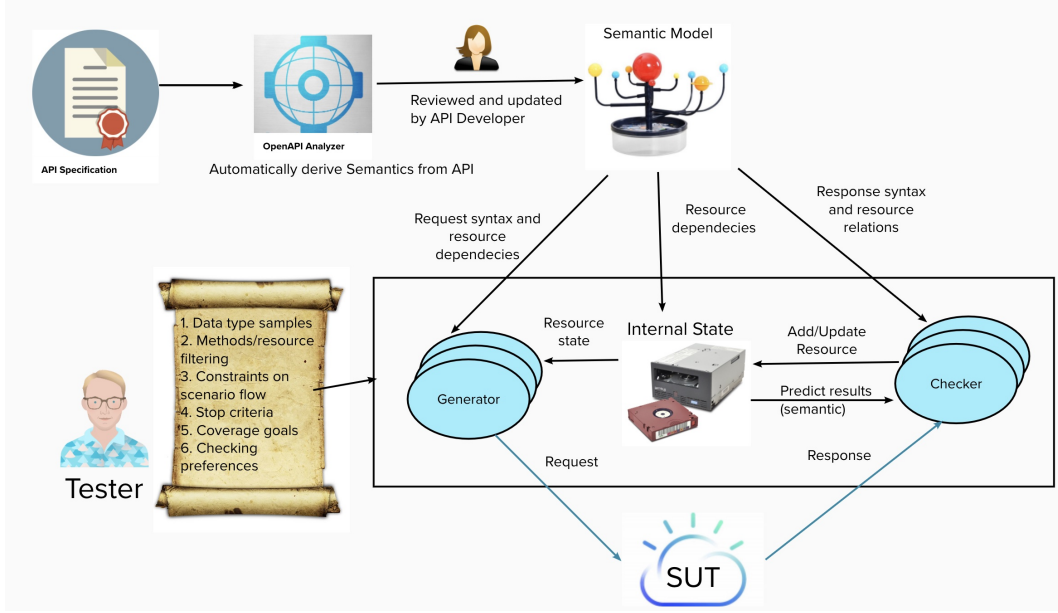 Semantic Model
Reviewed and updated
by API Developer
API Specification
OpenAPI Analyzer
Automatically derive Semantics from API
Request syntax and
resource
dependecies
Resource
dependecies
Response syntax
and resource
relations
1. Data type samples
2. Methods/resource
filtering
3. Constraints on
scenario flow
4. Stop criteria
5. Coverage goals
6. Checking
preferences
Tester
Resource
state
Internal State
Add/Update
Resource
Generator
Predict results
(semantic)
Checker
Request
Response
SUT